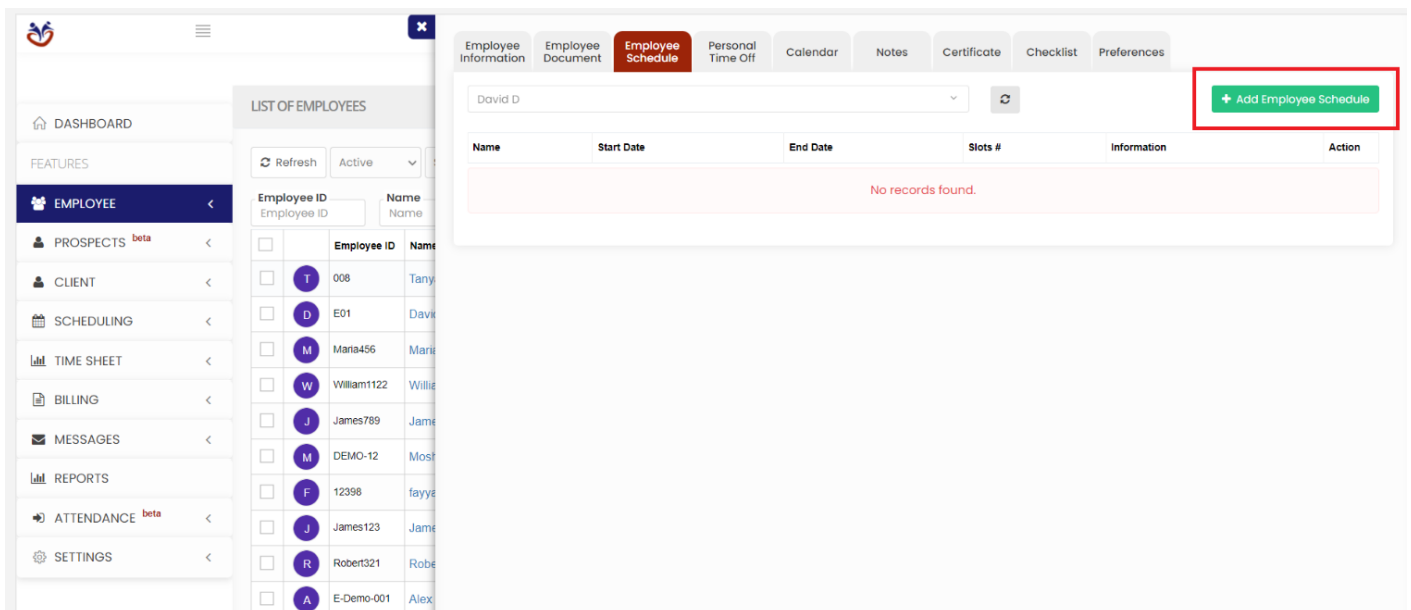 Employee Information
Employee Document
Employee Schedule
Personal Time Off
Calendar
Notes
Certificate
Checklist
Preferences
David D
+ Add Employee Schedule
Name Start Date End Date Slots # Information Action
No records found.
DASHBOARD
FEATURES
EMPLOYEE
PROSPECTS beta
CLIENT
SCHEDULING
TIME SHEET
BILLING
MESSAGES
REPORTS
ATTENDANCE beta
SETTINGS
LIST OF EMPLOYEES
Refresh Active
Employee ID Name
Employee ID Name
Employee ID Name
T 008
D E01
M Maria456
W William1122
J James789
M DEMO-12
F 12398
J James123
R Robert321
A E-Demo-001 Alex